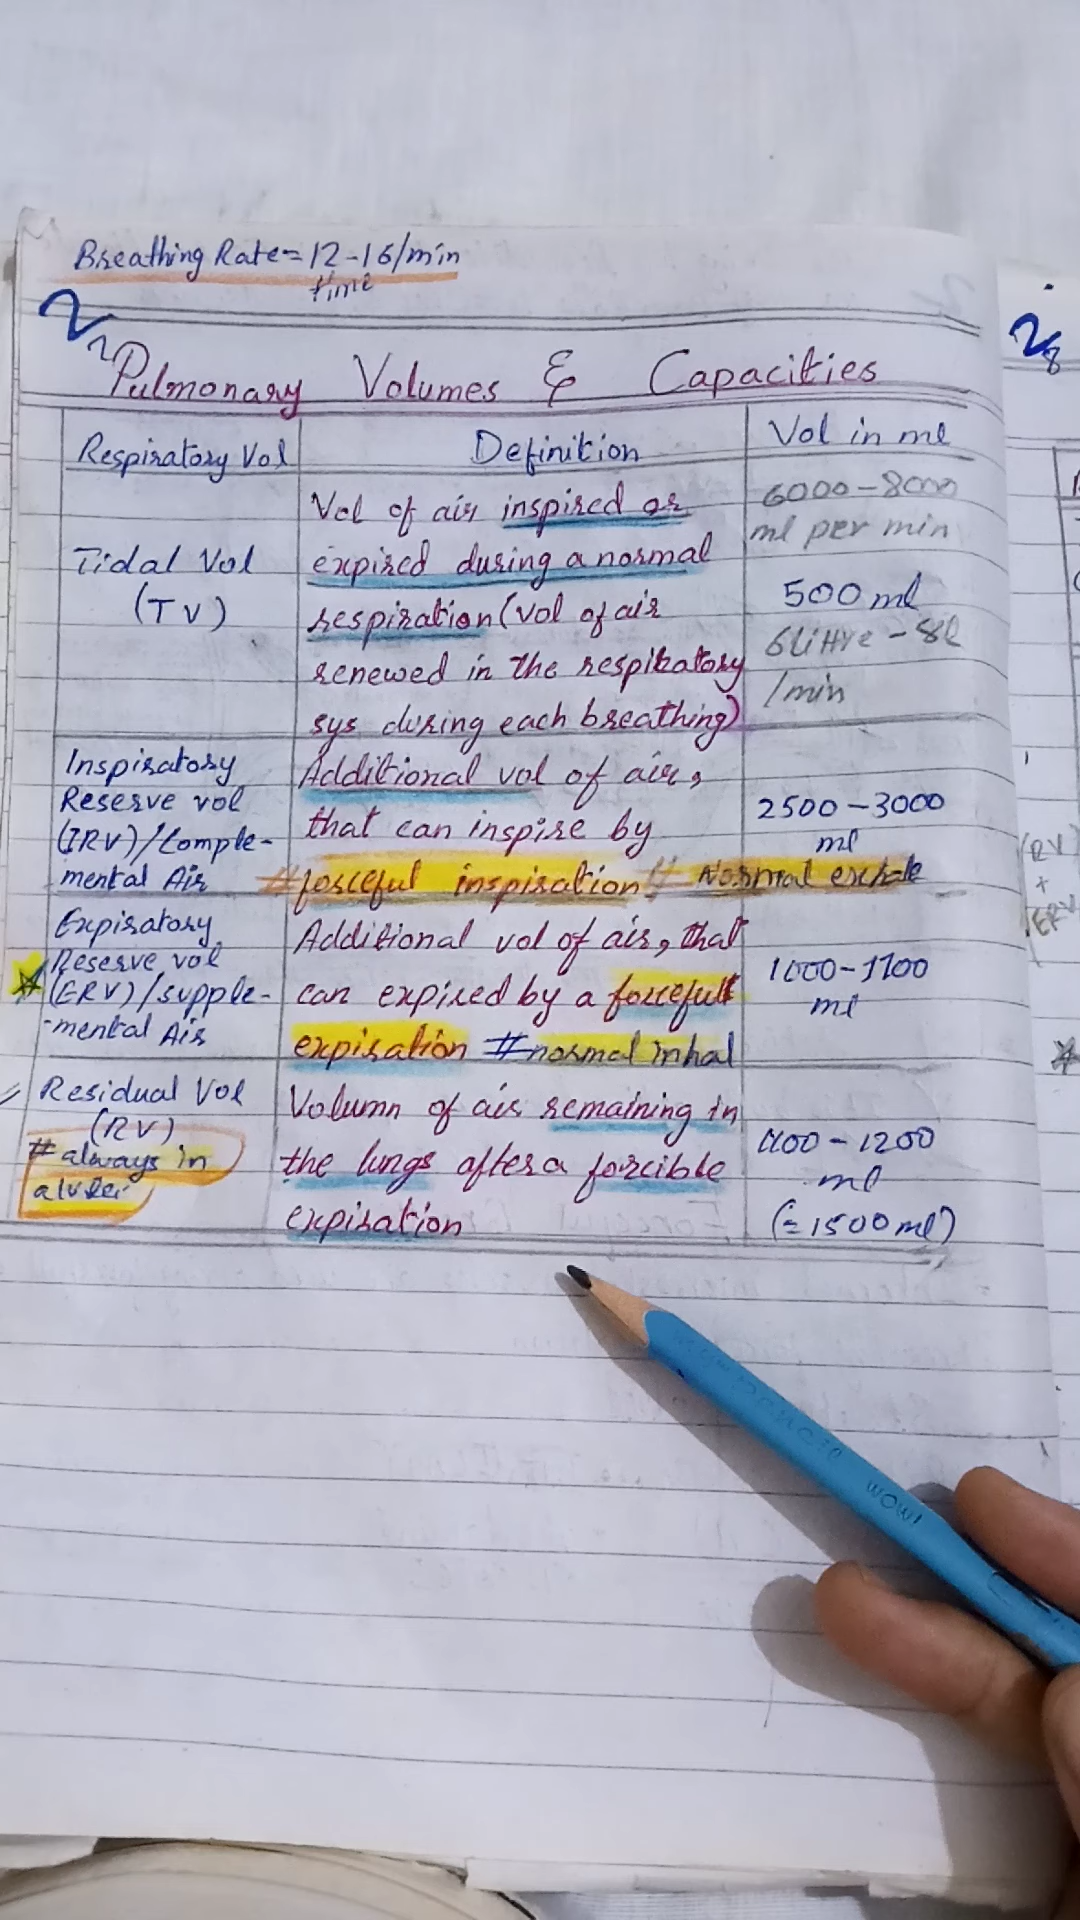 Breathing Rate = 12-16/min
time
Pulmonary Volumes & Capacities
Respiratory Vol
Definition
Vol in ml
Tidal Vol
(TV)
Vol of air inspired or
expired during a normal
respiration (vol of air
renewed in the respiratory
sys during each breathing)
6000-8000
ml per min
500 ml
6littre - 8l
/min
Inspiratory
Reserve vol
(IRV)/Comple-
mental Air
Additional vol of air,
that can inspire by
#forceful inspiration # Normal exhale
2500-3000
ml
Expiratory
Reserve vol
(ERV)/supple-
mental Air
Additional vol of air, that
can expired by a forcefull
expiration #normal inhal
1000-1100
ml
Residual Vol
(RV)
#always in
Volumn of air remaining in
the lungs after a forcible
expiration
1100-1200
ml
(= 1500 ml)
(RV)
+
ERV
WOW!